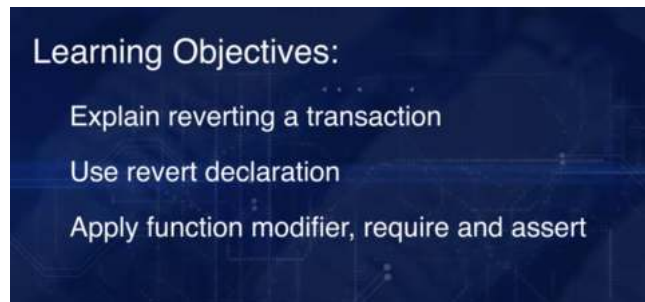 Learning Objectives:
Explain reverting a transaction
Use revert declaration
Apply function modifier, require and assert